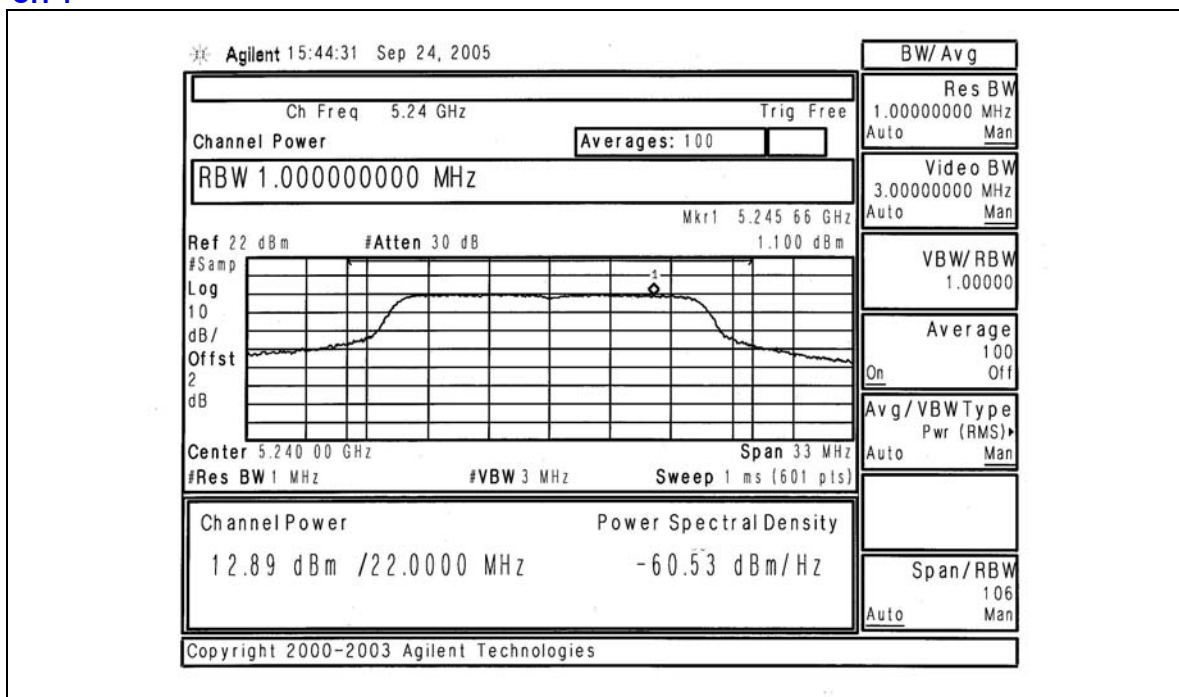 Agilent 15:44:31 Sep 24, 2005
BW/Avg
Ch Freq 5.24 GHz Trig Free
Channel Power Averages: 100
RBW 1.000000000 MHz
Mkr1 5.245 66 GHz
Ref 22 dBm #Atten 30 dB 1.100 dBm
#Samp
Log
10
dB/
Offst
2
dB
1
Center 5.240 00 GHz Span 33 MHz
#Res BW 1 MHz #VBW 3 MHz Sweep 1 ms (601 pts)
Channel Power Power Spectral Density
12.89 dBm /22.0000 MHz -60.53 dBm/Hz
Res BW
1.00000000 MHz
Auto Man
Video BW
3.00000000 MHz
Auto Man
VBW/RBW
1.00000
Average
100
On Off
Avg/VBW Type
Pwr (RMS)
Auto Man
Span/RBW
106
Auto Man
Copyright 2000-2003 Agilent Technologies